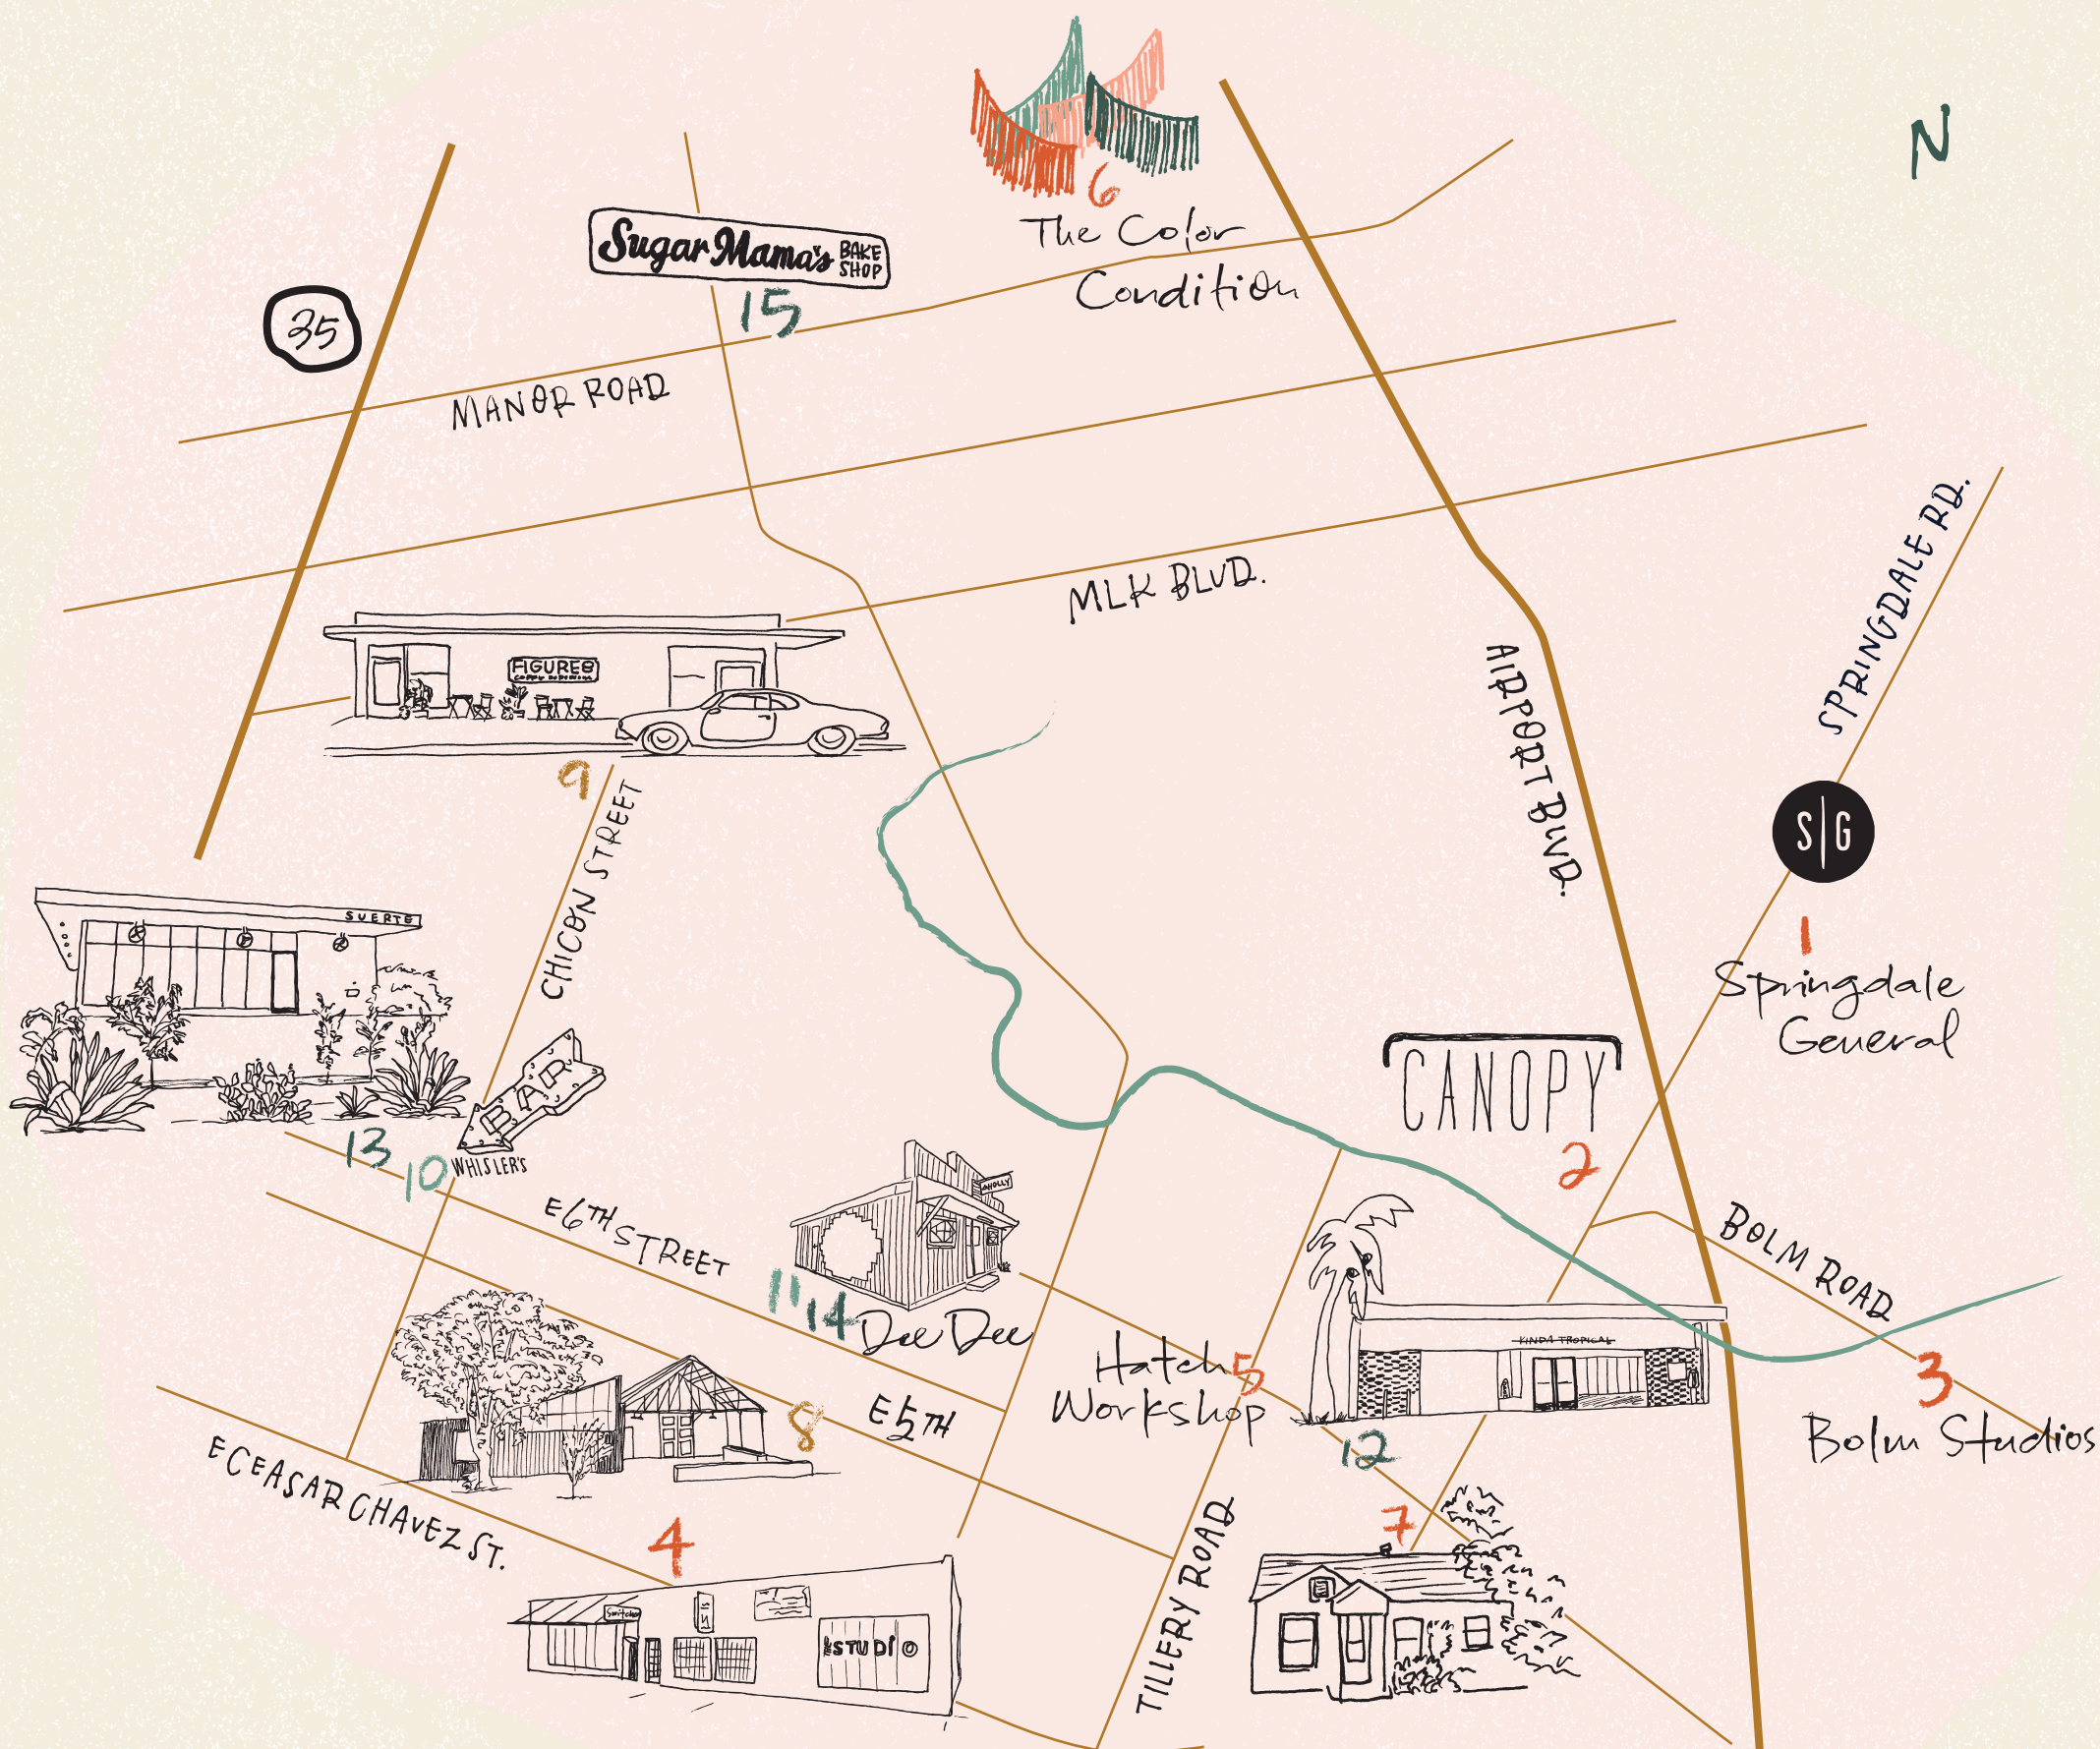 6
N
The Color
Condition
Sugar Mama's BAKE
SHOP
15
35
MANOR ROAD
MLK BLVD.
SPRINGDALE RD.
AIRPORT BLVD.
FIGURE8
9
CHICON STREET
S|G
1
Springdale
General
SUERTE
BAR
WHISLER'S
13
10
CANOPY
2
E 6TH STREET
HOLLY
11
14
Dee Dee
BOLM ROAD
KINDA TROPICAL
3
Bolm Studios
Hatch 5
Workshop
12
8
E 5TH
E CEASAR CHAVEZ ST.
4
7
TILLERY ROAD
Switched
STUDIO